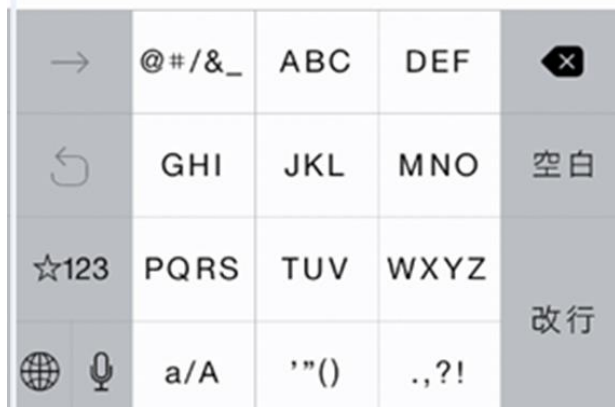 → @#/&_ ABC DEF
GHI JKL MNO 空白
☆123 PQRS TUV WXYZ
改行
a/A '"() .,?!